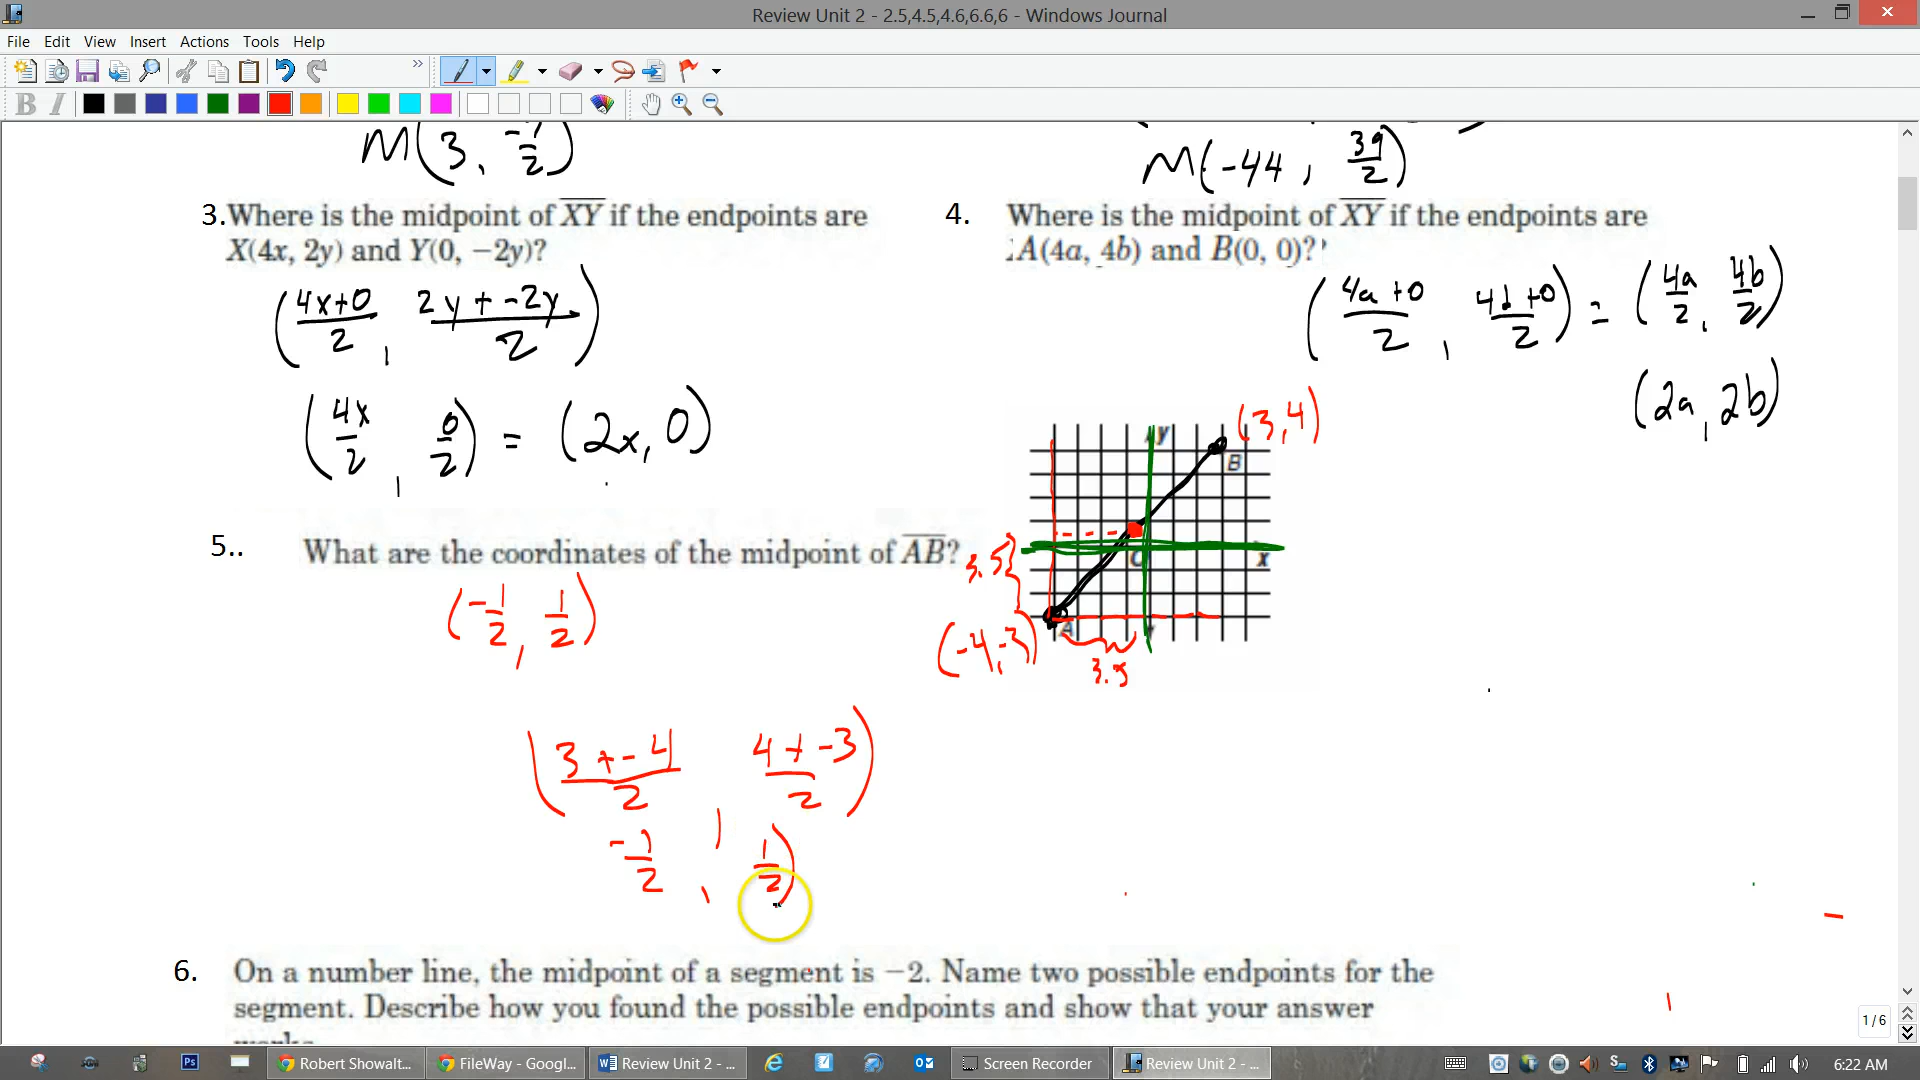 Review Unit 2 - 2.5,4.5,4.6,6.6,6 - Windows Journal
File Edit View Insert Actions Tools Help
B I
M(3, -1/2)
M(-44, 39/2)
3. Where is the midpoint of XY if the endpoints are
X(4x, 2y) and Y(0, −2y)?
(4x+0/2, 2y+-2y/2)
(4x/2, 0/2) = (2x, 0)
4. Where is the midpoint of XY if the endpoints are
A(4a, 4b) and B(0, 0)?
(4a+0/2, 4b+0/2) = (4a/2, 4b/2)
(2a, 2b)
5.. What are the coordinates of the midpoint of AB?
(-1/2, 1/2)
(3+-4/2, 4+-3/2)
-1/2, 1/2)
(3,4)
y
B
x
3.5
A
(-4,-3)
3.5
6. On a number line, the midpoint of a segment is −2. Name two possible endpoints for the
segment. Describe how you found the possible endpoints and show that your answer
1 / 6
Ps
Robert Showalt...
FileWay - Googl...
Review Unit 2 - ...
Screen Recorder
Review Unit 2 - ...
6:22 AM